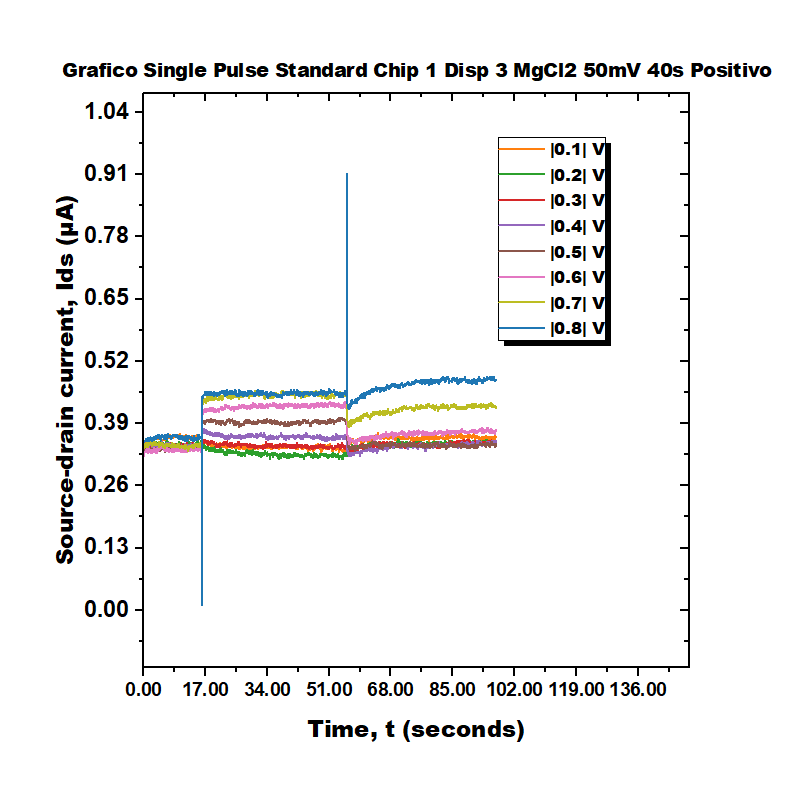 Grafico Single Pulse Standard Chip 1 Disp 3 MgCl2 50mV 40s Positivo
1.04
0.91
0.78
0.65
0.52
0.39
0.26
0.13
0.00
Source-drain current, Ids (µA)
|0.1| V
|0.2| V
|0.3| V
|0.4| V
|0.5| V
|0.6| V
|0.7| V
|0.8| V
0.00 17.00 34.00 51.00 68.00 85.00 102.00 119.00 136.00
Time, t (seconds)